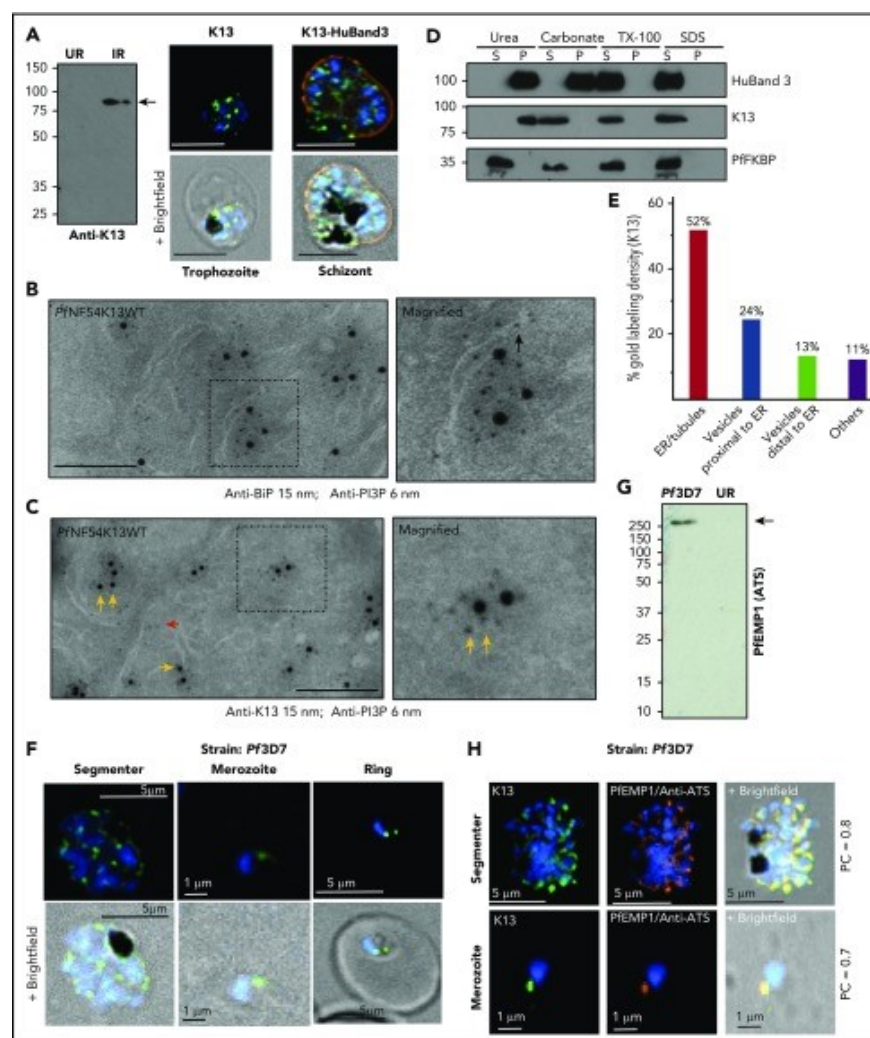 A
UR IR
150
100
75
50
35
25
Anti-K13
K13
K13-HuBand3
+ Brightfield
Trophozoite
Schizont
D
Urea Carbonate TX-100 SDS
S P S P S P S P
100
HuBand 3
100
75
K13
35
PfFKBP
E
% gold labeling density (K13)
60
40
20
52%
24%
13%
11%
ER/tubules
Vesicles
proximal to ER
Vesicles
distal to ER
Others
B
PfNF54K13WT
Magnified
Anti-BiP 15 nm; Anti-PI3P 6 nm
C
PfNF54K13WT
Magnified
Anti-K13 15 nm; Anti-PI3P 6 nm
G
Pf3D7 UR
250
150
100
75
50
37
25
15
10
PfEMP1 (ATS)
F
Strain: Pf3D7
Segmenter Merozoite Ring
5μm
1 μm
5 μm
+ Brightfield
5μm
1 μm
5μm
H
Strain: Pf3D7
Segmenter
K13
PfEMP1/Anti-ATS
+ Brightfield
5 μm
5 μm
5 μm
PC = 0.8
Merozoite
K13
PfEMP1/Anti-ATS
+ Brightfield
1 μm
1 μm
1 μm
PC = 0.7